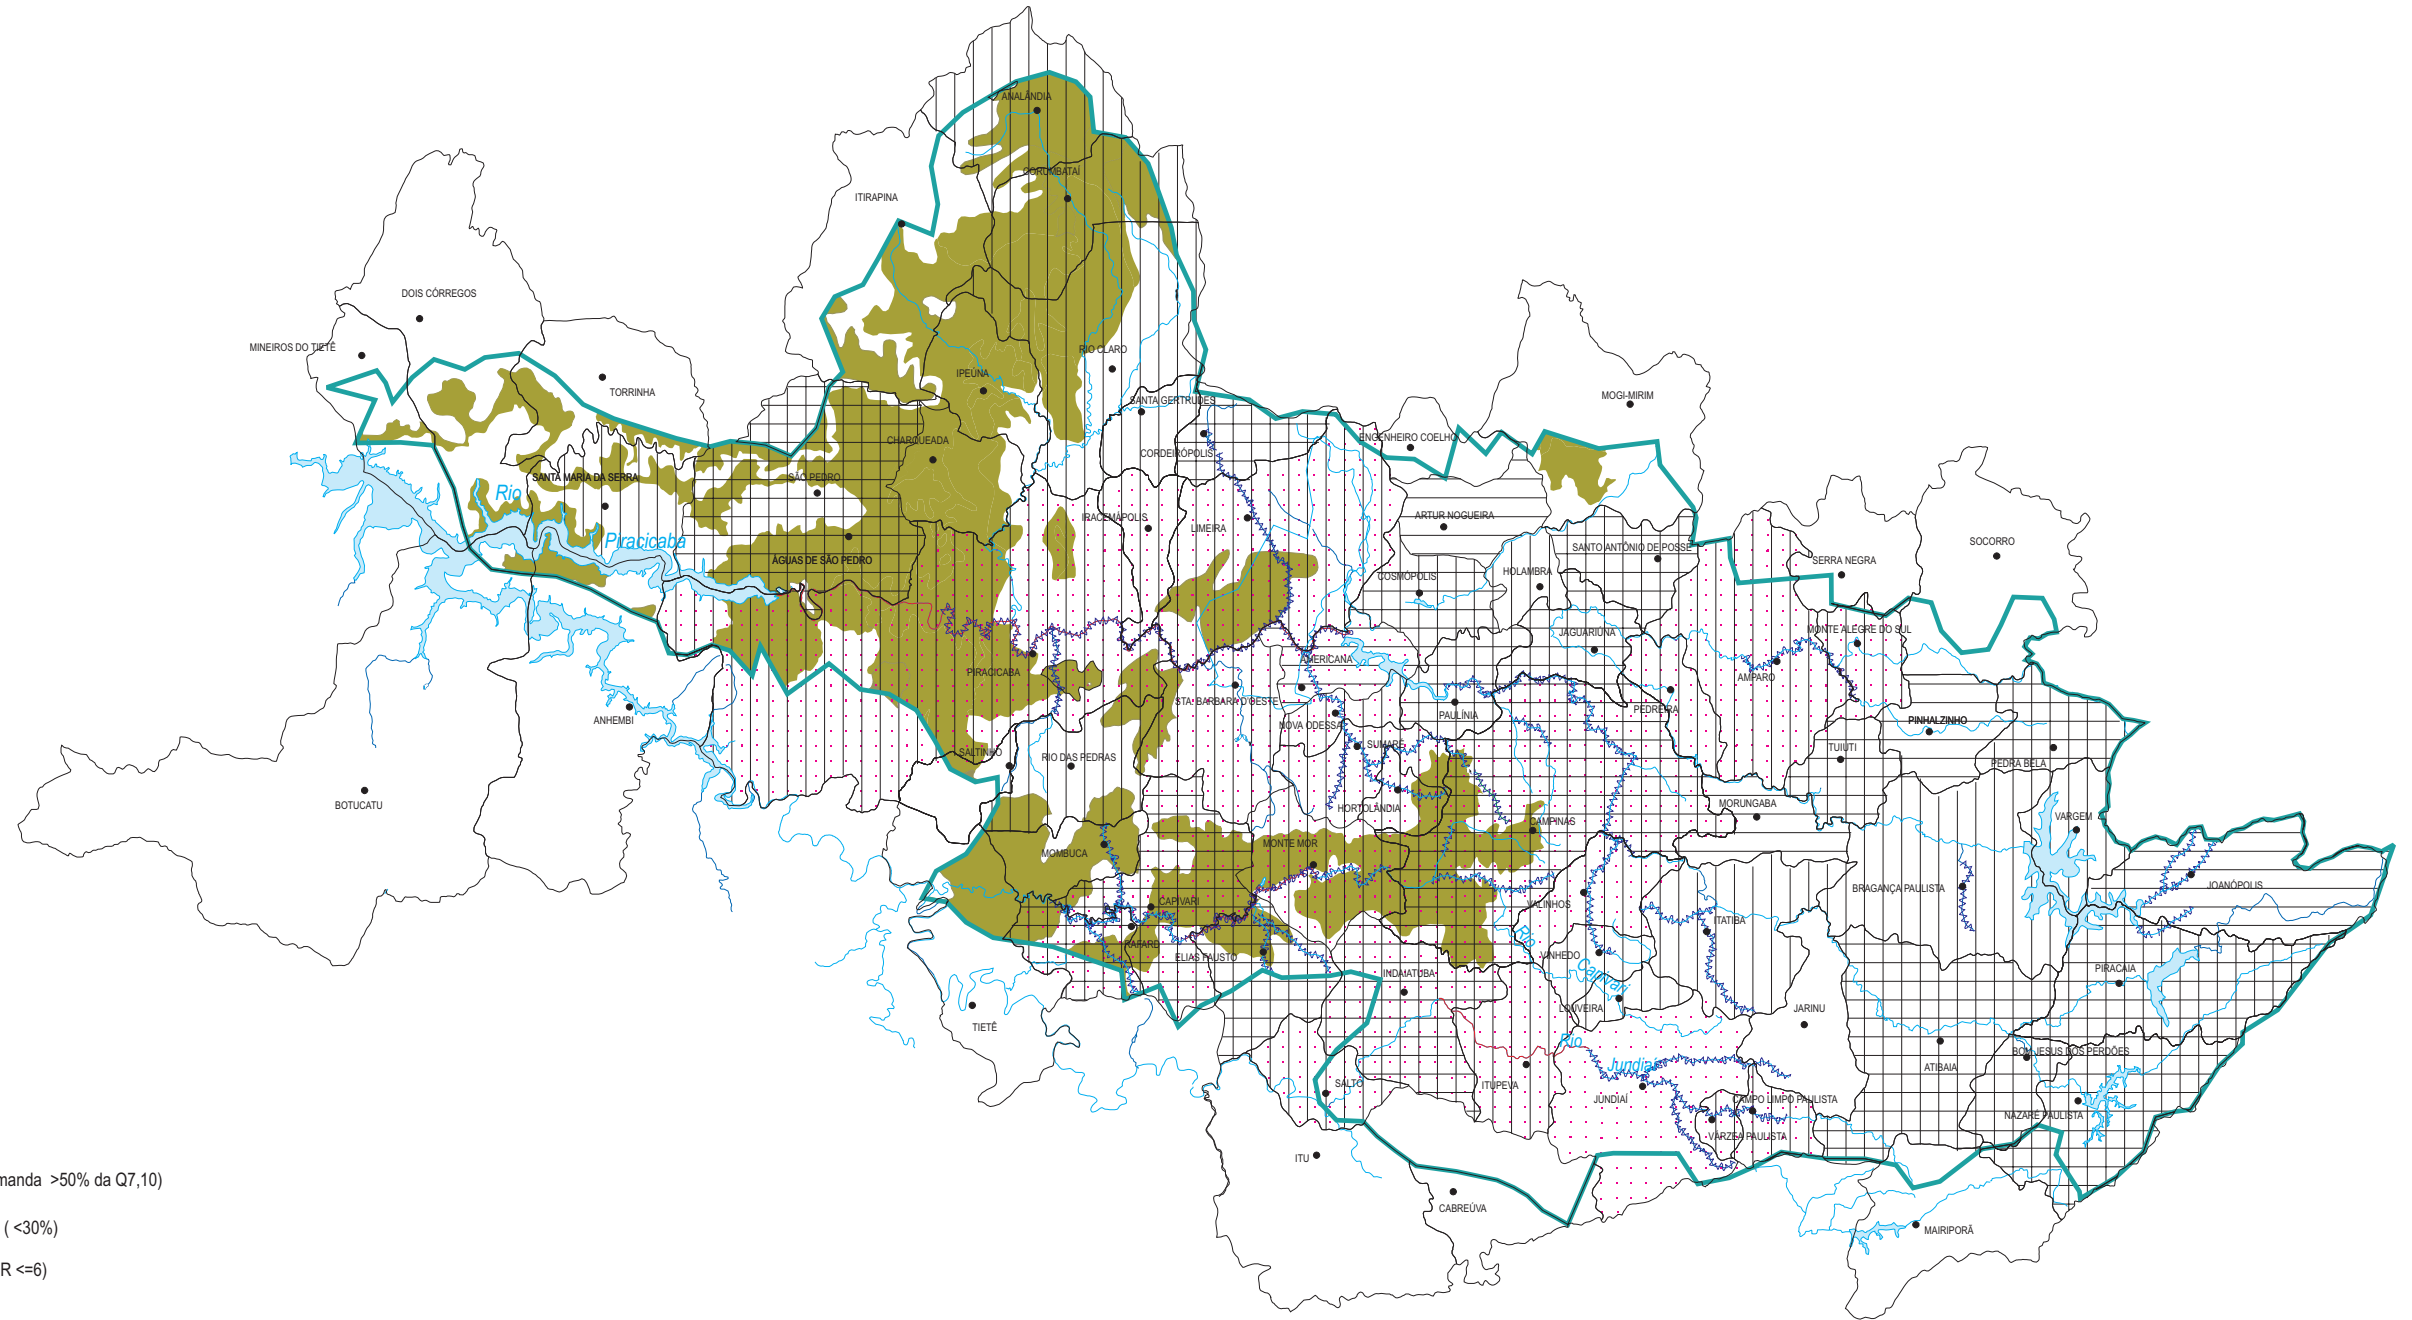 ANALÂNDIA
CORUMBATAÍ
ITIRAPINA
DOIS CÓRREGOS
MINEIROS DO TIETÊ
TORRINHA
RIO CLARO
IPEÚNA
SANTA GERTRUDES
MOGI-MIRIM
CHARQUEADA
ENGENHEIRO COELHO
CORDEIRÓPOLIS
SANTA MARIA DA SERRA
SÃO PEDRO
Rio
Piracicaba
IRACEMÁPOLIS
LIMEIRA
ARTUR NOGUEIRA
SANTO ANTÔNIO DE POSSE
SOCORRO
SERRA NEGRA
ÁGUAS DE SÃO PEDRO
COSMÓPOLIS
HOLAMBRA
JAGUARIÚNA
MONTE ALEGRE DO SUL
AMERICANA
PIRACICABA
AMPARO
STA. BÁRBARA D'OESTE
PAULÍNIA
PEDREIRA
ANHEMBI
NOVA ODESSA
PINHALZINHO
SUMARÉ
TUIUTI
SALTINHO
RIO DAS PEDRAS
PEDRA BELA
BOTUCATU
HORTOLÂNDIA
MORUNGABA
CAMPINAS
VARGEM
MOMBUCA
MONTE MOR
BRAGANÇA PAULISTA
JOANÓPOLIS
CAPIVARI
VALINHOS
ITATIBA
RAFARD
Rio
Capivari
ELIAS FAUSTO
VINHEDO
INDAIATUBA
PIRACAIA
LOUVEIRA
JARINU
TIETÊ
Rio
Jundiaí
BOM JESUS DOS PERDÕES
ATIBAIA
SALTO
ITUPEVA
JUNDIAÍ
CAMPO LIMPO PAULISTA
NAZARÉ PAULISTA
VÁRZEA PAULISTA
ITU
manda >50% da Q7,10)
CABREÚVA
( <30%)
MAIRIPORÃ
R <=6)